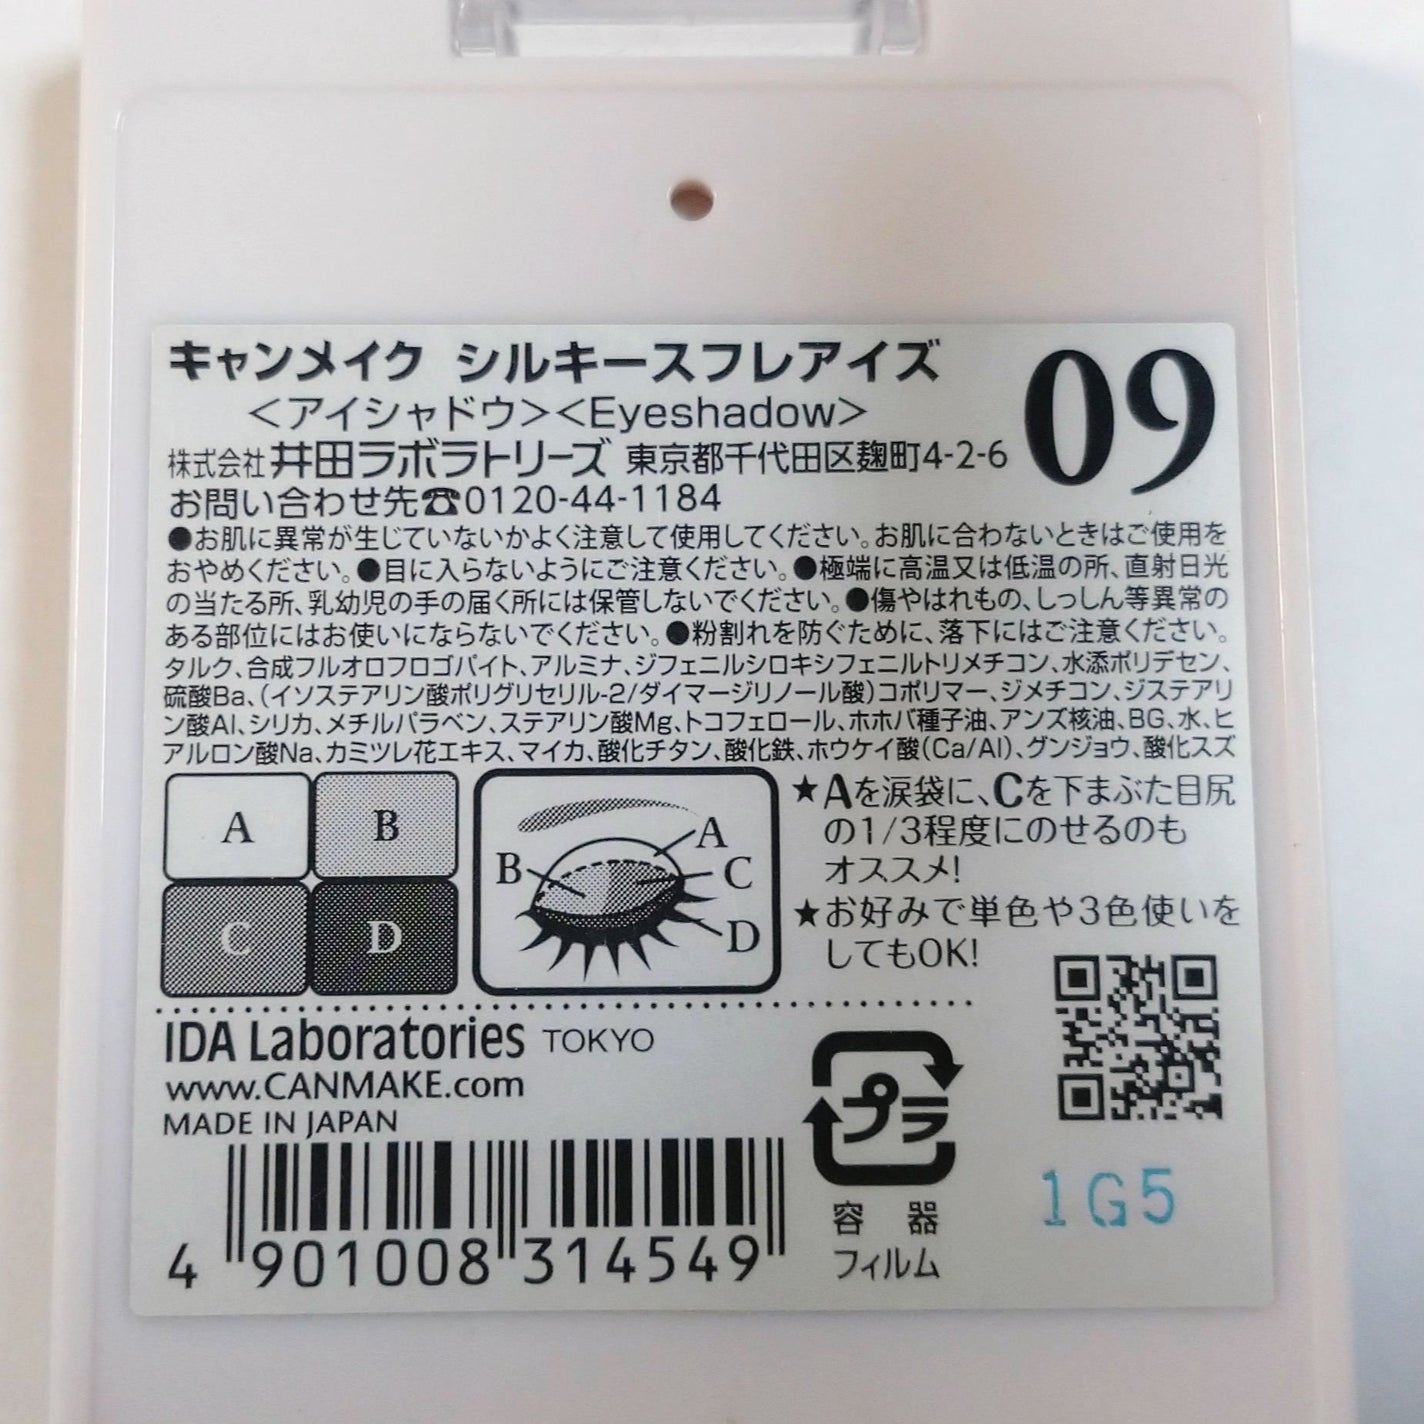 キャンメイク シルキースフレアイズ
09
<アイシャドウ><Eyeshadow>
株式会社 井田ラボラトリーズ 東京都千代田区麹町4-2-6
お問い合わせ先☎0120-44-1184
●お肌に異常が生じていないかよく注意して使用してください。お肌に合わないときはご使用を
おやめください。●目に入らないようにご注意ください。●極端に高温又は低温の所、直射日光
の当たる所、乳幼児の手の届く所には保管しないでください。●傷やはれもの、しっしん等異常の
ある部位にはお使いにならないでください。●粉割れを防ぐために、落下にはご注意ください。
タルク、合成フルオロフロゴパイト、アルミナ、ジフェニルシロキシフェニルトリメチコン、水添ポリデセン、
硫酸Ba、(イソステアリン酸ポリグリセリル-2/ダイマージリノール酸)コポリマー、ジメチコン、ジステアリ
ン酸Al、シリカ、メチルパラベン、ステアリン酸Mg、トコフェロール、ホホバ種子油、アンズ核油、BG、水、ヒ
アルロン酸Na、カミツレ花エキス、マイカ、酸化チタン、酸化鉄、ホウケイ酸(Ca/Al)、グンジョウ、酸化スズ
A B
C D
A
B
C
D
★Aを涙袋に、Cを下まぶた目尻
の1/3程度にのせるのも
オススメ!
★お好みで単色や3色使いを
してもOK!
IDA Laboratories TOKYO
www.CANMAKE.com
MADE IN JAPAN
4 901008 314549
プラ
容器
フィルム
1G5